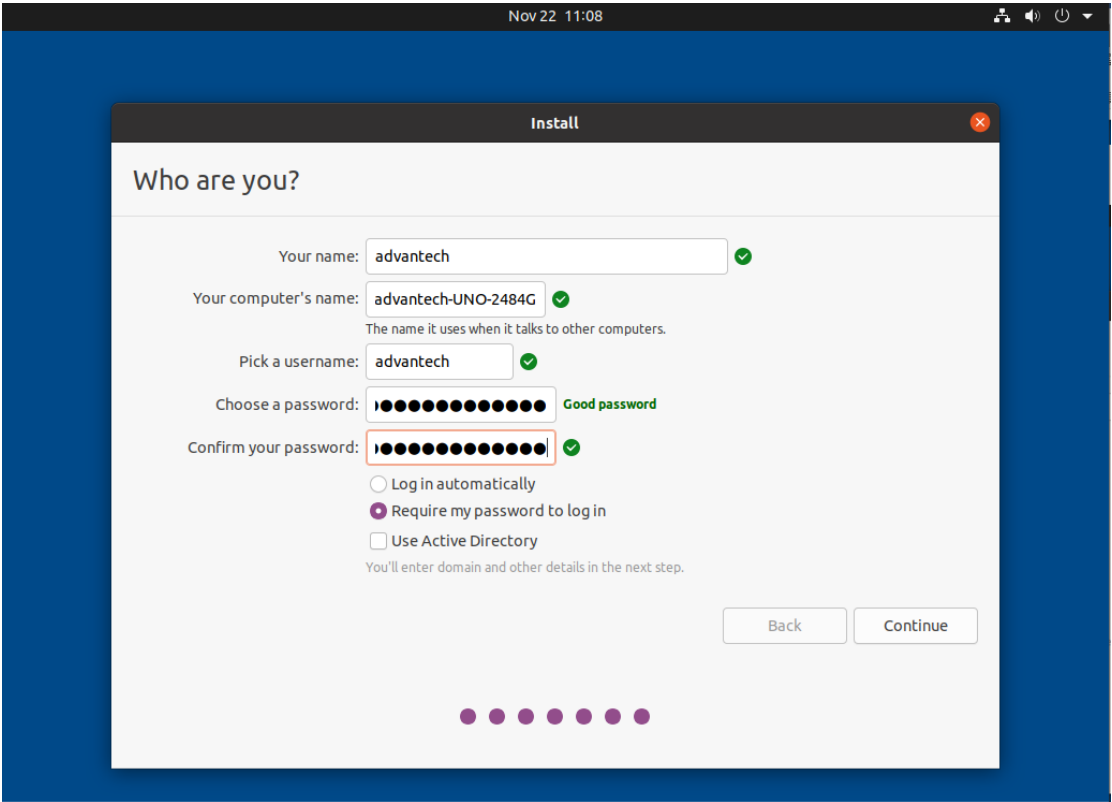 Nov 22 11:08
Install
Who are you?
Your name: advantech
Your computer's name: advantech-UNO-2484G
The name it uses when it talks to other computers.
Pick a username: advantech
Choose a password: Good password
Confirm your password:
Log in automatically
Require my password to log in
Use Active Directory
You'll enter domain and other details in the next step.
Back Continue